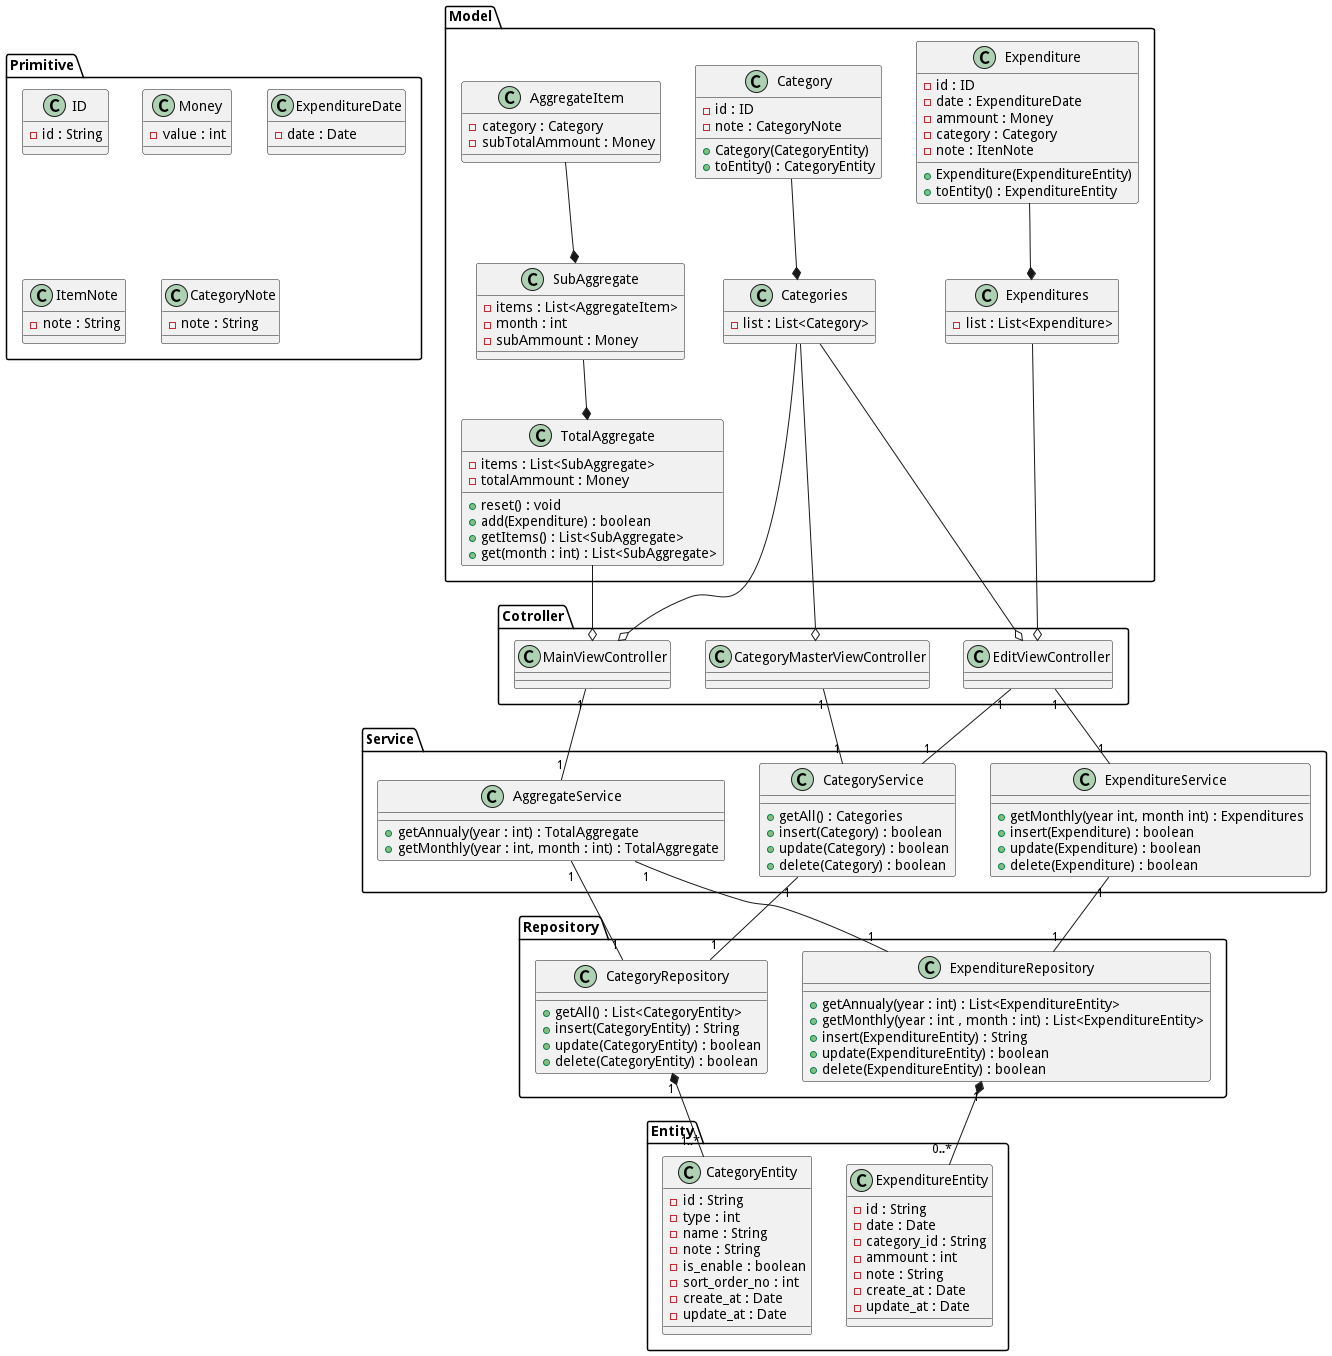 Primitive
C ID
id : String
C Money
value : int
C ExpenditureDate
date : Date
C ItemNote
note : String
C CategoryNote
note : String
Model
C AggregateItem
category : Category
subTotalAmmount : Money
C Category
id : ID
note : CategoryNote
Category(CategoryEntity)
toEntity() : CategoryEntity
C Expenditure
id : ID
date : ExpenditureDate
ammount : Money
category : Category
note : ItenNote
Expenditure(ExpenditureEntity)
toEntity() : ExpenditureEntity
C SubAggregate
items : List<AggregateItem>
month : int
subAmmount : Money
C Categories
list : List<Category>
C Expenditures
list : List<Expenditure>
C TotalAggregate
items : List<SubAggregate>
totalAmmount : Money
reset() : void
add(Expenditure) : boolean
getItems() : List<SubAggregate>
get(month : int) : List<SubAggregate>
Cotroller
C MainViewController
C CategoryMasterViewController
C EditViewController
1
1
1
1
Service
1
1
1
1
C AggregateService
getAnnualy(year : int) : TotalAggregate
getMonthly(year : int, month : int) : TotalAggregate
C CategoryService
getAll() : Categories
insert(Category) : boolean
update(Category) : boolean
delete(Category) : boolean
C ExpenditureService
getMonthly(year int, month int) : Expenditures
insert(Expenditure) : boolean
update(Expenditure) : boolean
delete(Expenditure) : boolean
1
1
1
1
Repository
1
1
1
1
C CategoryRepository
getAll() : List<CategoryEntity>
insert(CategoryEntity) : String
update(CategoryEntity) : boolean
delete(CategoryEntity) : boolean
C ExpenditureRepository
getAnnualy(year : int) : List<ExpenditureEntity>
getMonthly(year : int , month : int) : List<ExpenditureEntity>
insert(ExpenditureEntity) : String
update(ExpenditureEntity) : boolean
delete(ExpenditureEntity) : boolean
1
1
Entity
1..*
0..*
C CategoryEntity
id : String
type : int
name : String
note : String
is_enable : boolean
sort_order_no : int
create_at : Date
update_at : Date
C ExpenditureEntity
id : String
date : Date
category_id : String
ammount : int
note : String
create_at : Date
update_at : Date